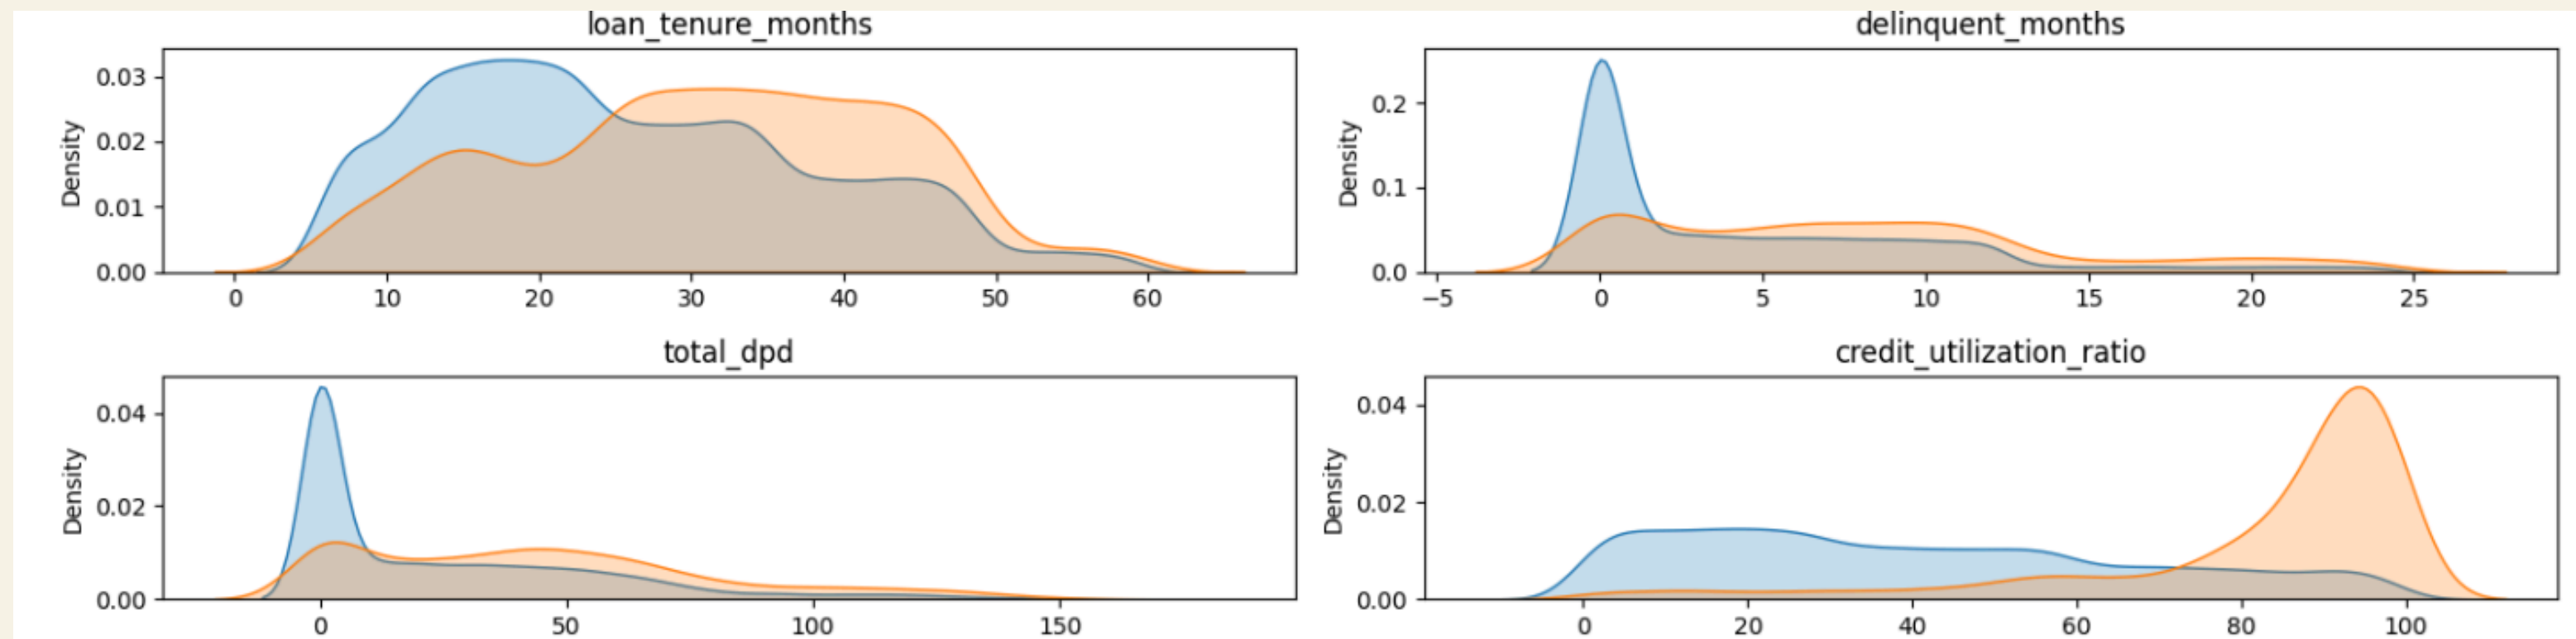 loan_tenure_months
Density
0.03
0.02
0.01
0.00
0 10 20 30 40 50 60
delinquent_months
Density
0.2
0.1
0.0
−5 0 5 10 15 20 25
total_dpd
Density
0.04
0.02
0.00
0 50 100 150
credit_utilization_ratio
Density
0.04
0.02
0.00
0 20 40 60 80 100